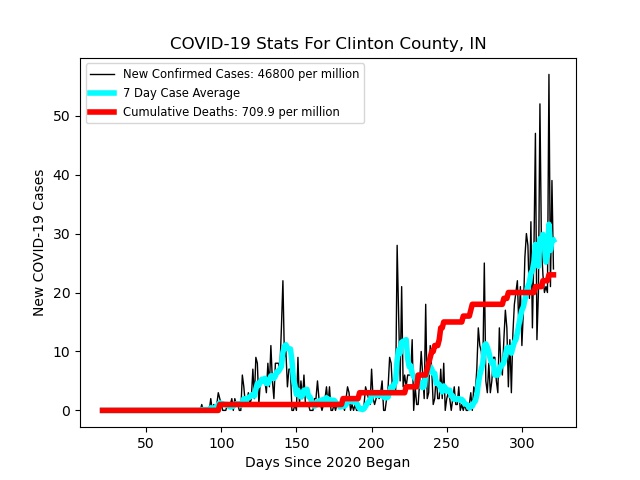 COVID-19 Stats For Clinton County, IN
New Confirmed Cases: 46800 per million
7 Day Case Average
Cumulative Deaths: 709.9 per million
New COVID-19 Cases
50
40
30
20
10
0
50 100 150 200 250 300
Days Since 2020 Began